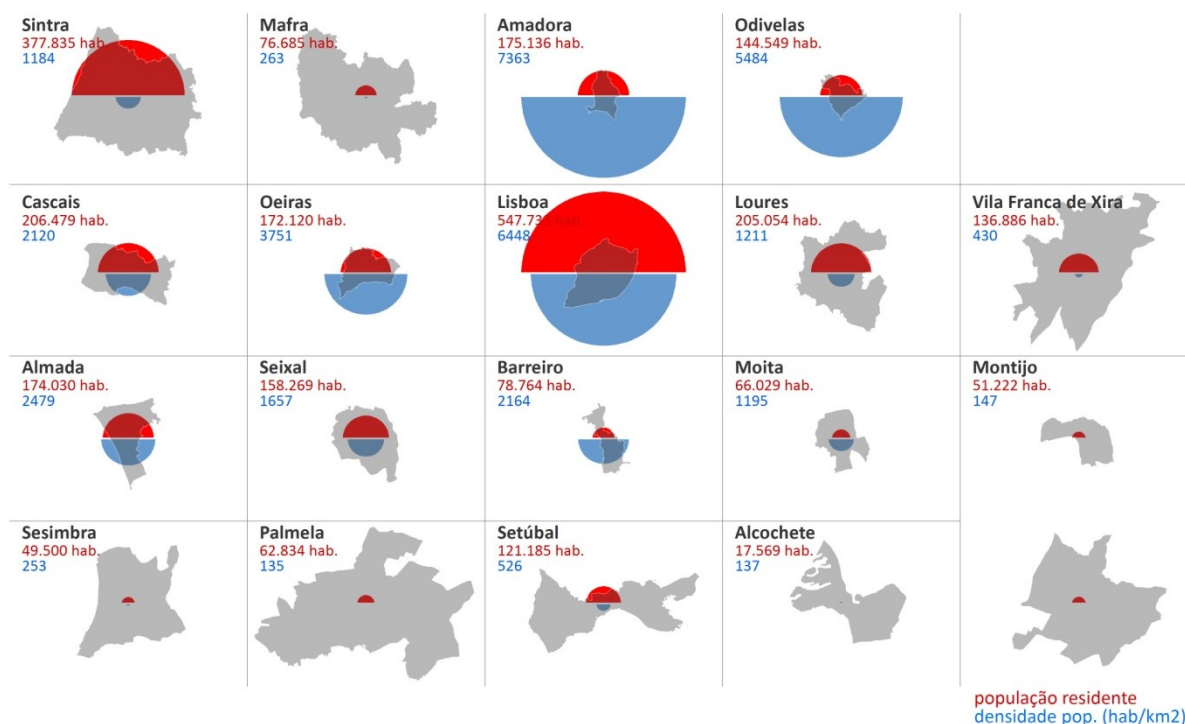 Sintra
377.835 hab.
1184
Mafra
76.685 hab.
263
Amadora
175.136 hab.
7363
Odivelas
144.549 hab.
5484
Cascais
206.479 hab.
2120
Oeiras
172.120 hab.
3751
Lisboa
547.733 hab.
6448
Loures
205.054 hab.
1211
Vila Franca de Xira
136.886 hab.
430
Almada
174.030 hab.
2479
Seixal
158.269 hab.
1657
Barreiro
78.764 hab.
2164
Moita
66.029 hab.
1195
Montijo
51.222 hab.
147
Sesimbra
49.500 hab.
253
Palmela
62.834 hab.
135
Setúbal
121.185 hab.
526
Alcochete
17.569 hab.
137
população residente
densidade pop. (hab/km2)